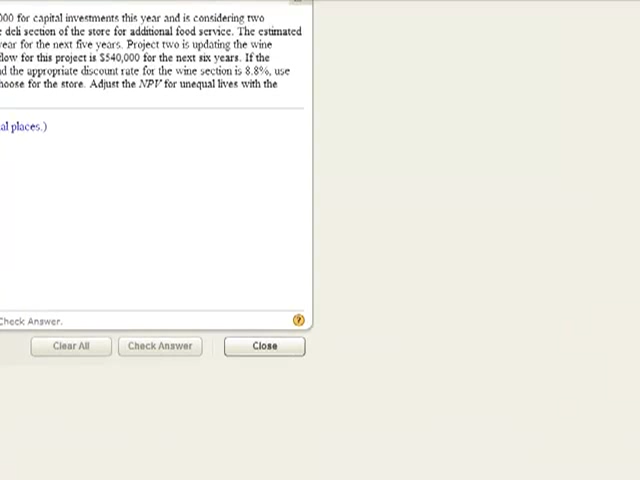 000 for capital investments this year and is considering two
e deli section of the store for additional food service. The estimated
ear for the next five years. Project two is updating the wine
flow for this project is $540,000 for the next six years. If the
nd the appropriate discount rate for the wine section is 8.8%, use
hoose for the store. Adjust the NPV for unequal lives with the
al places.)
Check Answer.
?
Clear All
Check Answer
Close